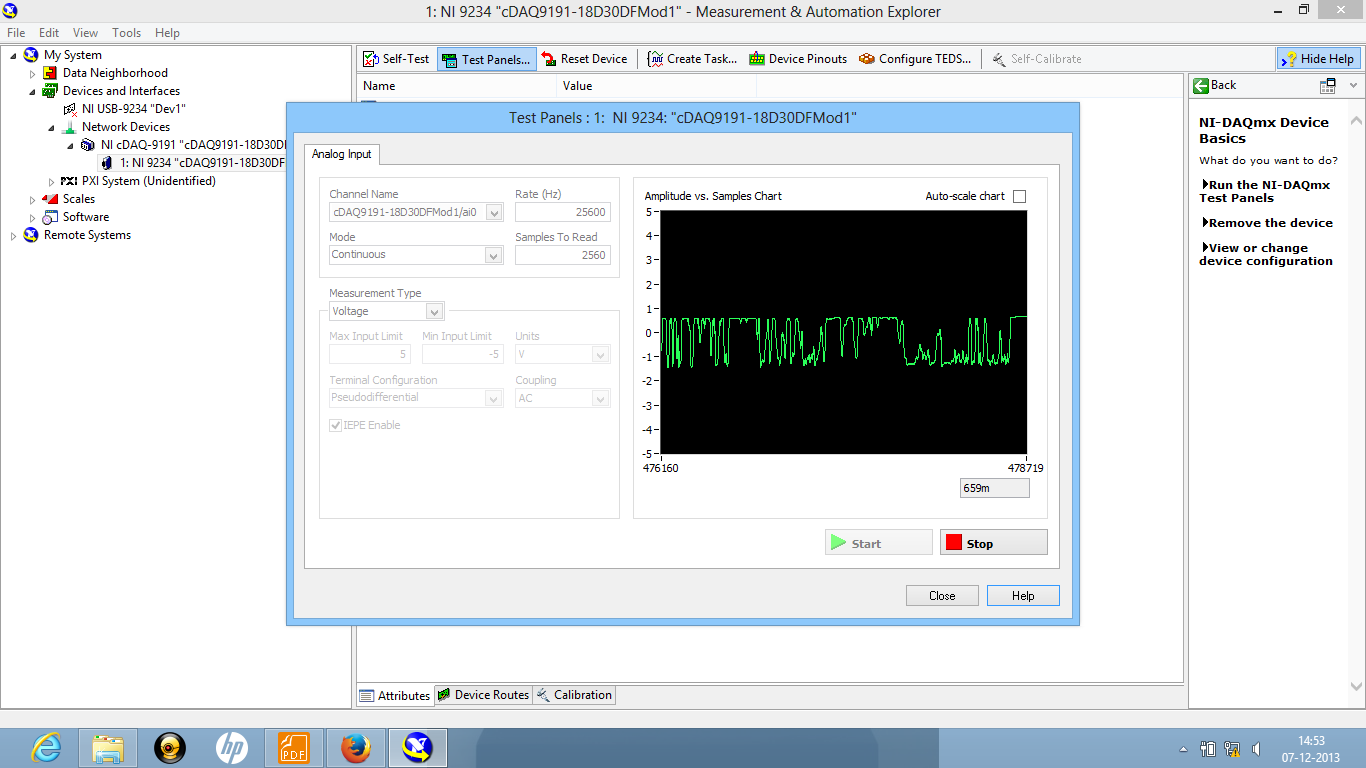 1: NI 9234 "cDAQ9191-18D30DFMod1" - Measurement & Automation Explorer
File Edit View Tools Help
My System
Data Neighborhood
Devices and Interfaces
NI USB-9234 "Dev1"
Network Devices
NI cDAQ-9191 "cDAQ9191-18D30D
1: NI 9234 "cDAQ9191-18D30DF
PXI PXI System (Unidentified)
Scales
Software
Remote Systems
Self-Test Test Panels... Reset Device Create Task... Device Pinouts Configure TEDS... Self-Calibrate Hide Help
Name Value
Back
NI-DAQmx Device
Basics
What do you want to do?
Run the NI-DAQmx
Test Panels
Remove the device
View or change
device configuration
Test Panels : 1: NI 9234: "cDAQ9191-18D30DFMod1"
Analog Input
Channel Name Rate (Hz)
cDAQ9191-18D30DFMod1/ai0 25600
Mode Samples To Read
Continuous 2560
Measurement Type
Voltage
Max Input Limit Min Input Limit Units
5 -5 V
Terminal Configuration Coupling
Pseudodifferential AC
IEPE Enable
Amplitude vs. Samples Chart Auto-scale chart
5
4
3
2
1
0
-1
-2
-3
-4
-5
476160 478719
659m
Start Stop
Close Help
Attributes Device Routes Calibration
hp
PDF
14:53
07-12-2013